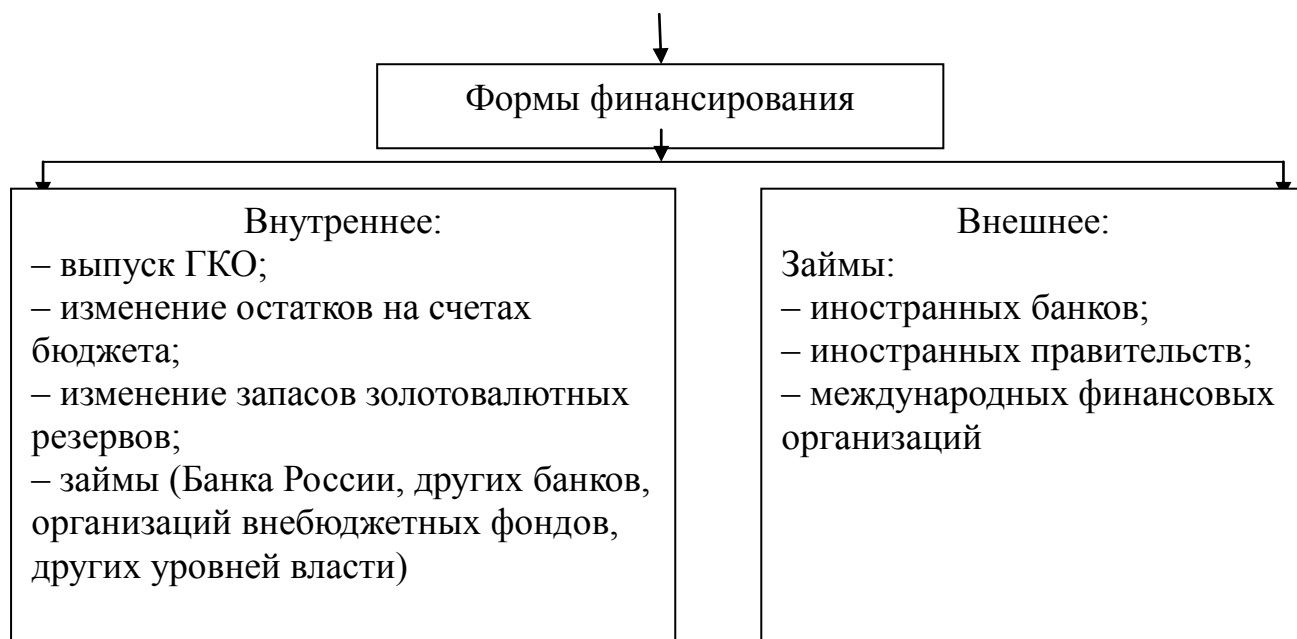 Формы финансирования
Внутреннее:
– выпуск ГКО;
– изменение остатков на счетах
бюджета;
– изменение запасов золотовалютных
резервов;
– займы (Банка России, других банков,
организаций внебюджетных фондов,
других уровней власти)
Внешнее:
Займы:
– иностранных банков;
– иностранных правительств;
– международных финансовых
организаций